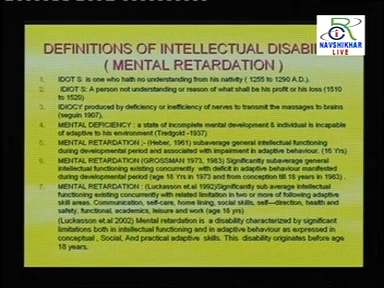 NAVSHIKHAR
LIVE
DEFINITIONS OF INTELLECTUAL DISABI
( MENTAL RETARDATION )
1. IDOT S is one who hath no understanding from his nativity ( 1255 to 1290 A.D.).
2. IDIOT S: A person not understanding or reason of what shall be his profit or his loss (1510
to 1520)
3. IDIOCY produced by deficiency or inefficiency of nerves to transmit the massages to brains
(seguin 1907).
4. MENTAL DEFICIENCY : a state of incomplete mental development & individual is incapable
of adaptive to his environment (Tredgold -1937)
5. MENTAL RETARDATION ;- (Heber, 1961) subaverage general intellectual functioning
during developmental period and associated with impairment in adaptive behaviour. (16 Yrs)
6. MENTAL RETARDATION (GROSSMAN 1973, 1983) Significantly subaverage general
intellectual functioning existing concurrently with deficit in adaptive behaviour manifested
during developmental period (age 18 Yrs in 1973 and from conception till 18 years in 1983) .
7. MENTAL RETARDATION : (Luckasson et.al 1992)Significantly sub average intellectual
functioning existing concurrently with related limitation in two or more of following adaptive
skill areas. Communication, self-care, home lining, social skills, self—direction, health and
safety, functional, academics, leisure and work (age 18 yrs)
(Luckasson et.al 2002) Mental retardation is a disability characterized by significant
limitations both in intellectual functioning and in adaptive behaviour as expressed in
conceptual , Social, And practical adaptive skills. This disability originates before age
18 years.